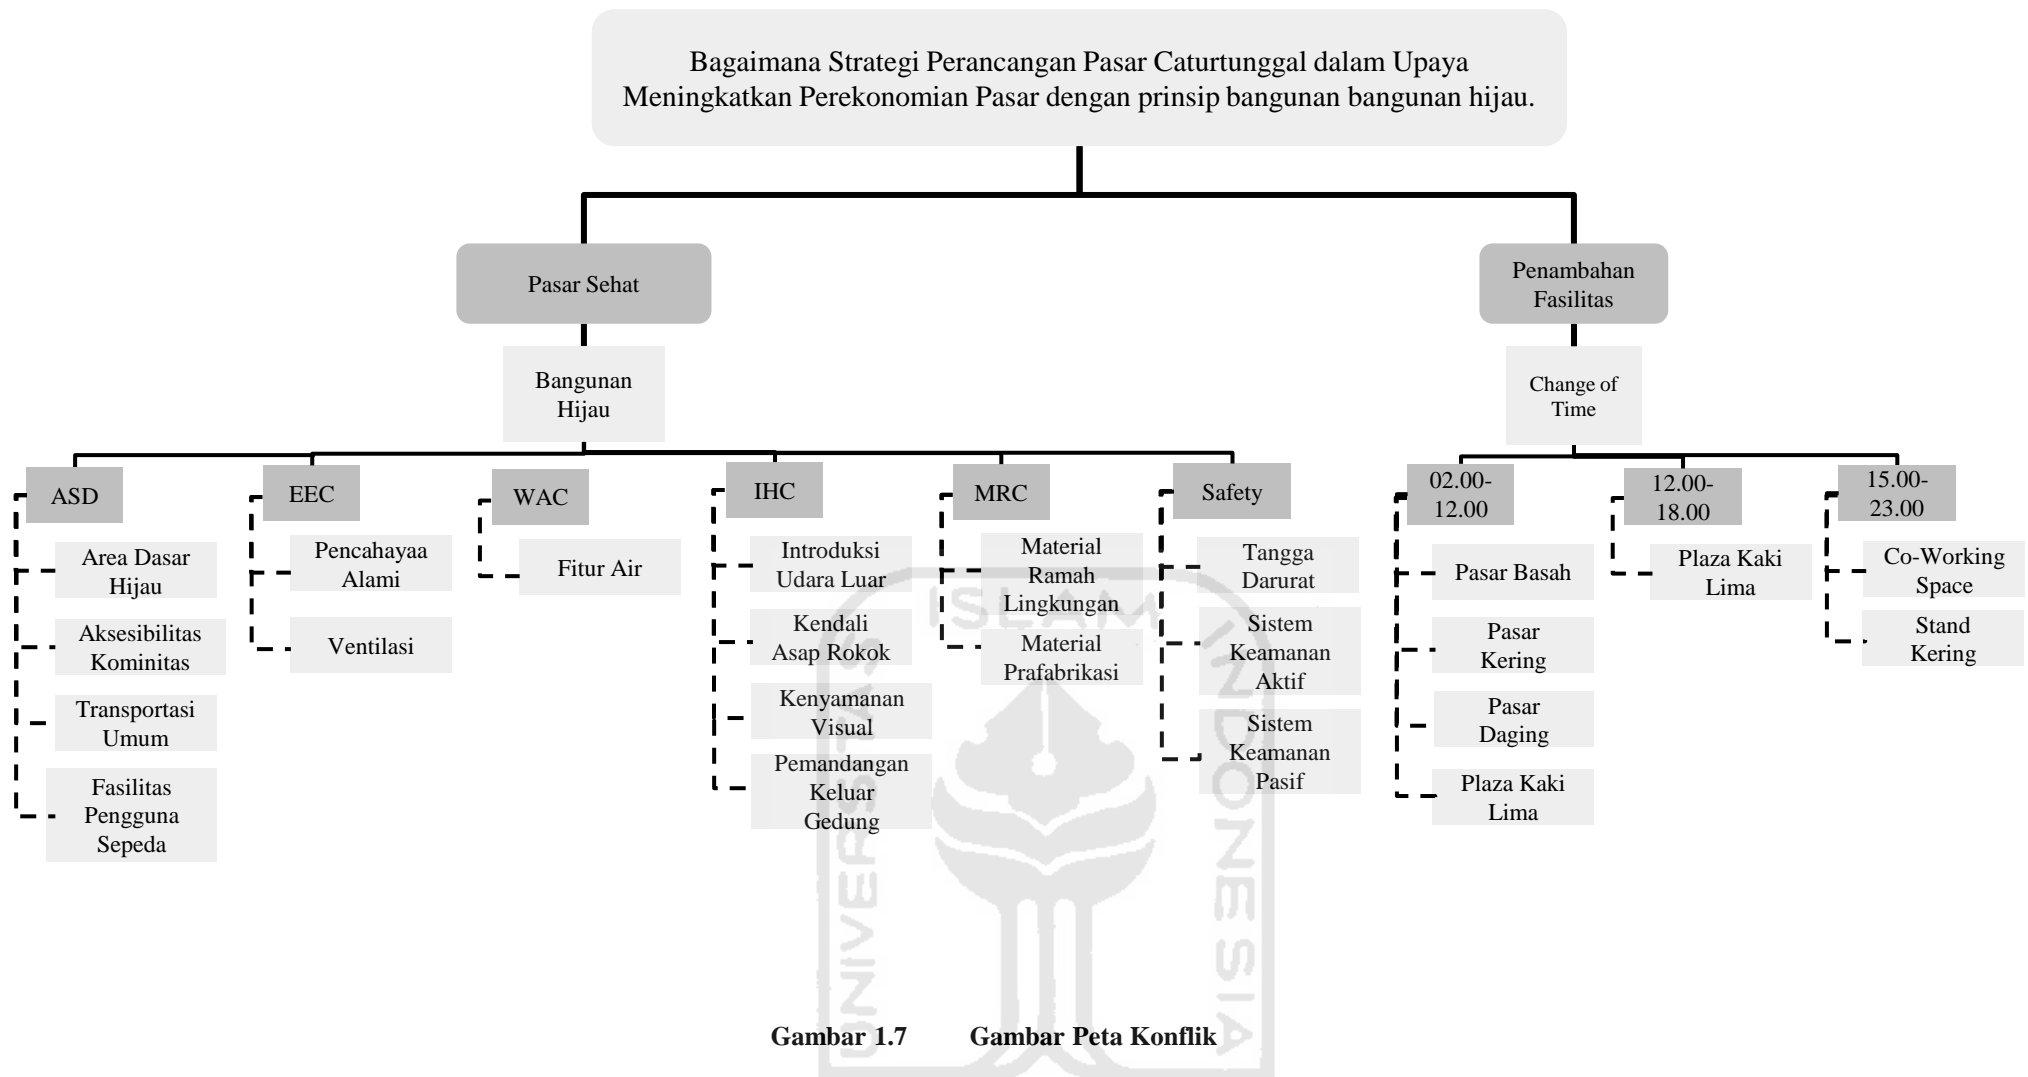 Bagaimana Strategi Perancangan Pasar Caturtunggal dalam Upaya
Meningkatkan Perekonomian Pasar dengan prinsip bangunan bangunan hijau.
Pasar Sehat
Penambahan
Fasilitas
Bangunan
Hijau
Change of
Time
ASD
Area Dasar
Hijau
Aksesibilitas
Kominitas
Transportasi
Umum
Fasilitas
Pengguna
Sepeda
EEC
Pencahayaa
Alami
Ventilasi
WAC
Fitur Air
IHC
Introduksi
Udara Luar
Kendali
Asap Rokok
Kenyamanan
Visual
Pemandangan
Keluar
Gedung
MRC
Material
Ramah
Lingkungan
Material
Prafabrikasi
Safety
Tangga
Darurat
Sistem
Keamanan
Aktif
Sistem
Keamanan
Pasif
02.00-
12.00
Pasar Basah
Pasar
Kering
Pasar
Daging
Plaza Kaki
Lima
12.00-
18.00
Plaza Kaki
Lima
15.00-
23.00
Co-Working
Space
Stand
Kering
UNIVERSITAS
ISLAM
INDONESIA
Gambar 1.7 Gambar Peta Konflik